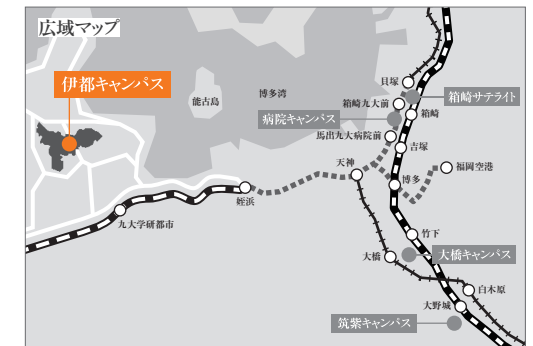 広域マップ
伊都キャンパス
能古島
博多湾
貝塚
箱崎サテライト
箱崎九大前
箱崎
病院キャンパス
馬出九大病院前
吉塚
天神
福岡空港
博多
姪浜
九大学研都市
竹下
大橋
大橋キャンパス
白木原
大野城
筑紫キャンパス